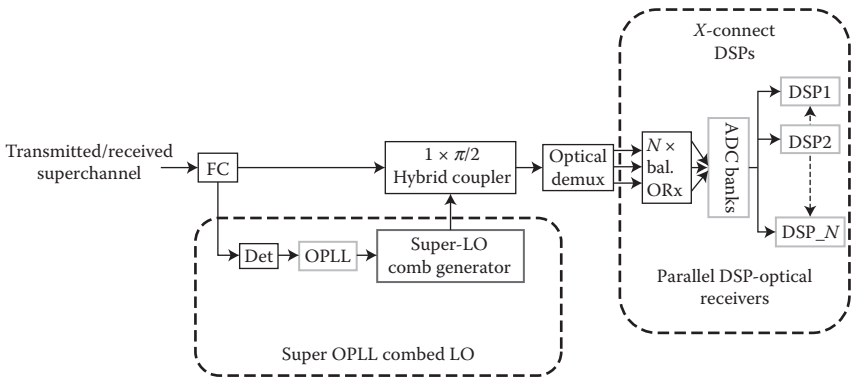 X-connect
DSPs
Transmitted/received
superchannel
FC
1 × π/2
Hybrid coupler
Optical
demux
N ×
bal.
ORx
ADC banks
DSP1
DSP2
DSP_N
Det
OPLL
Super-LO
comb generator
Parallel DSP-optical
receivers
Super OPLL combed LO